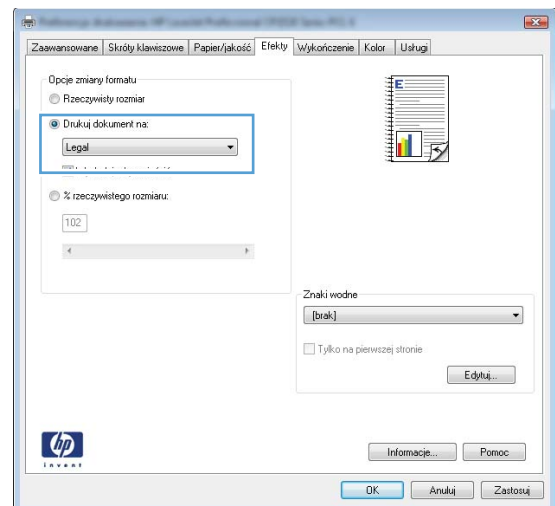 Zaawansowane Skróty klawiszowe Papier/jakość Efekty Wykończenie Kolor Usługi
Opcje zmiany formatu
Rzeczywisty rozmiar
Drukuj dokument na:
Legal
% rzeczywistego rozmiaru:
102
E
Znaki wodne
[brak]
Tylko na pierwszej stronie
Edytuj...
hp
invent
Informacje... Pomoc
OK Anuluj Zastosuj